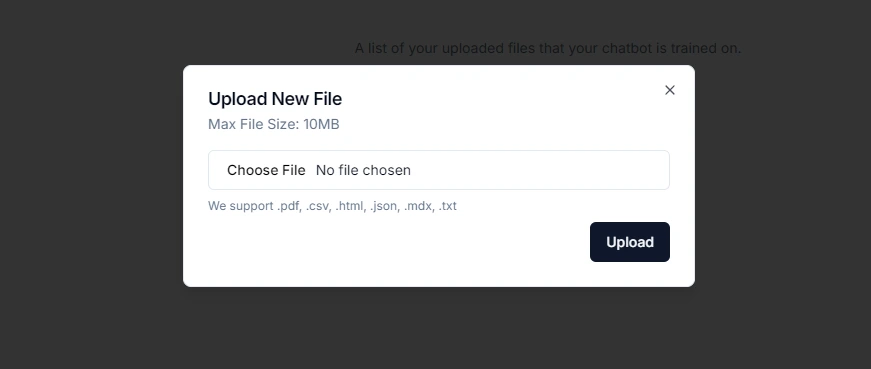 A list of your uploaded files that your chatbot is trained on.
Upload New File
Max File Size: 10MB
Choose File No file chosen
We support .pdf, .csv, .html, .json, .mdx, .txt
Upload